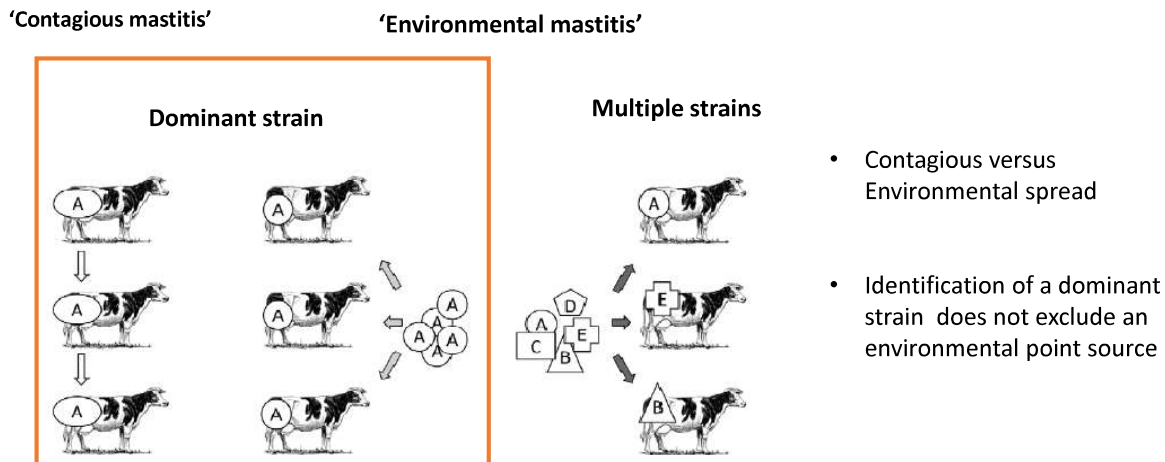 ‘Contagious mastitis’
‘Environmental mastitis’
Dominant strain
Multiple strains
A
A
A
A
A
A
A
A
A
A
A
A
D
A
E
C
B
A
E
B
• Contagious versus
Environmental spread
• Identification of a dominant
strain does not exclude an
environmental point source